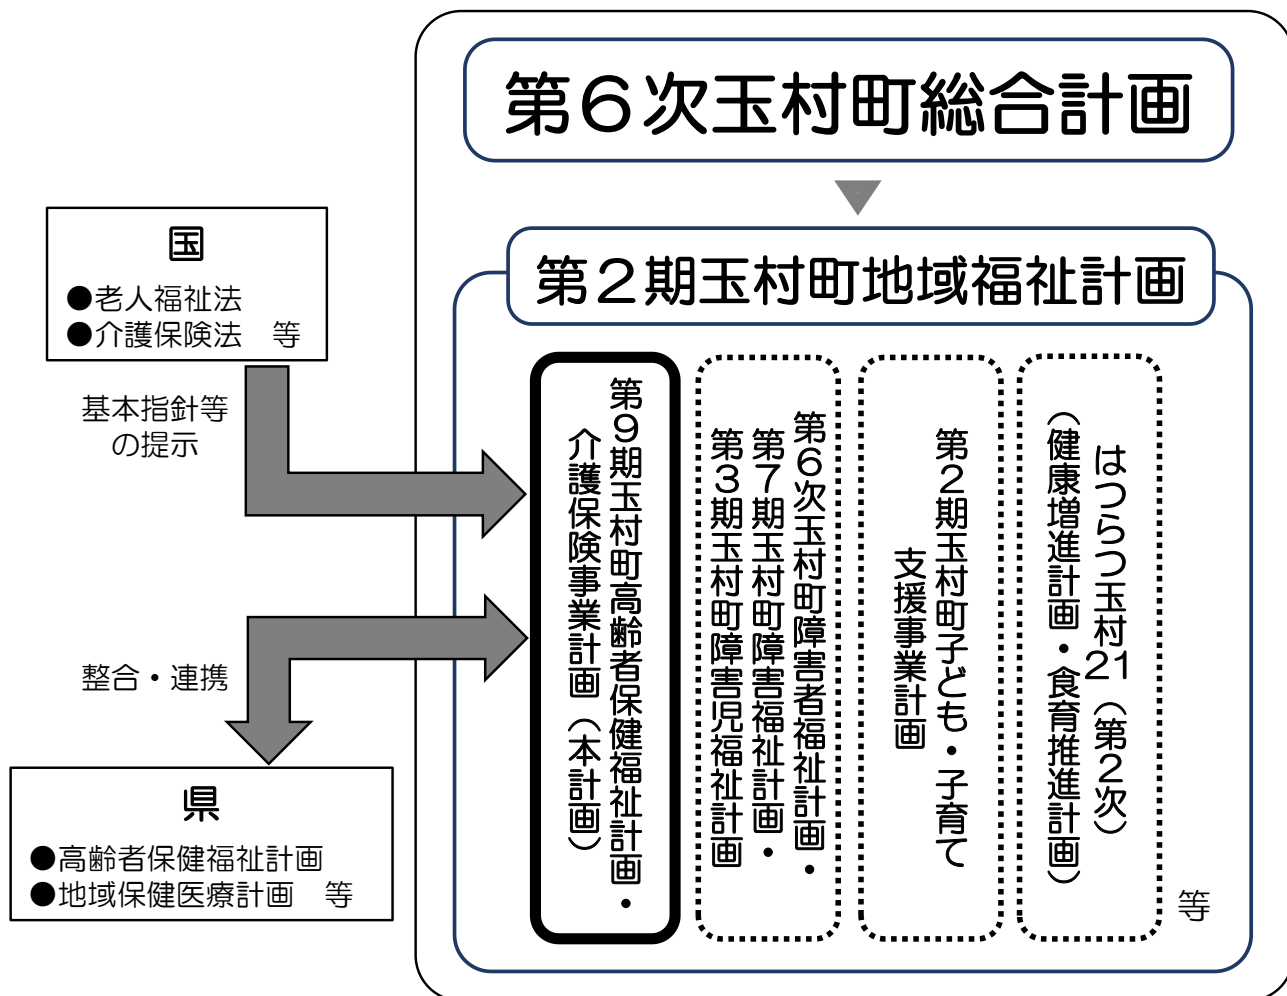 第６次玉村町総合計画
国
●老人福祉法
●介護保険法　等
基本指針等
の提示
整合・連携
県
●高齢者保健福祉計画
●地域保健医療計画　等
第２期玉村町地域福祉計画
第９期玉村町高齢者保健福祉計画・
介護保険事業計画（本計画）
第６次玉村町障害者福祉計画・
第７期玉村町障害福祉計画・
第３期玉村町障害児福祉計画
第２期玉村町子ども・子育て
支援事業計画
はつらつ玉村21（第２次）
（健康増進計画・食育推進計画）
等